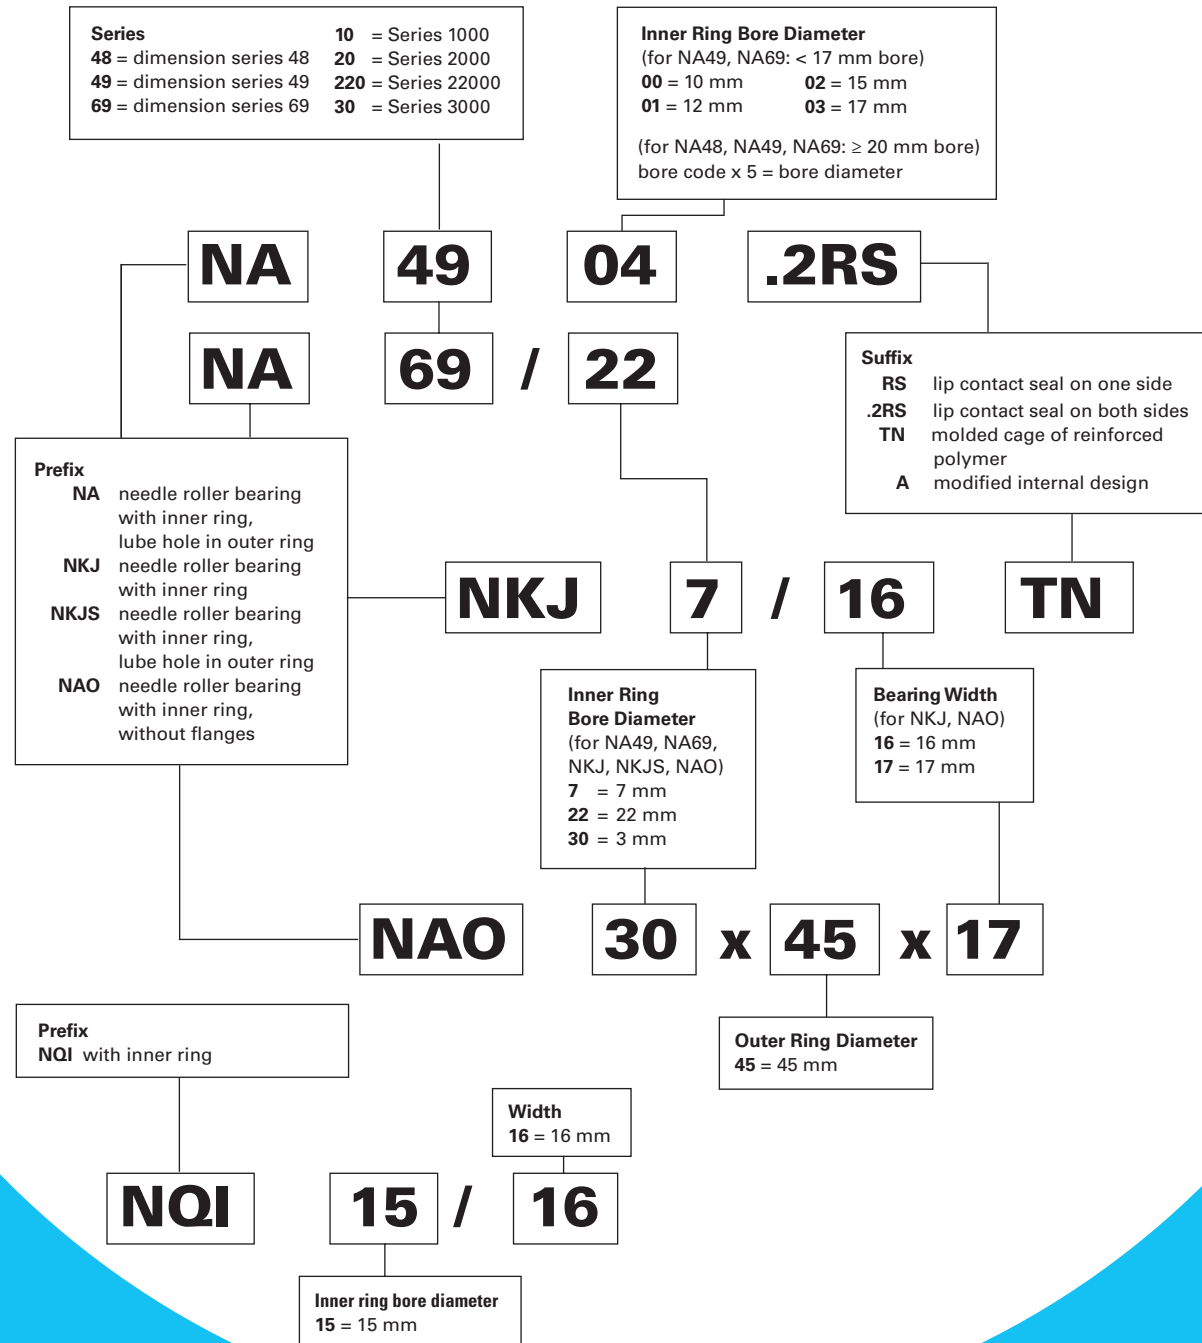 Series
48 = dimension series 48
49 = dimension series 49
69 = dimension series 69
10 = Series 1000
20 = Series 2000
220 = Series 22000
30 = Series 3000
Inner Ring Bore Diameter
(for NA49, NA69: < 17 mm bore)
00 = 10 mm 02 = 15 mm
01 = 12 mm 03 = 17 mm
(for NA48, NA49, NA69: ≥ 20 mm bore)
bore code x 5 = bore diameter
NA 49 04 .2RS
NA 69 / 22
Suffix
RS lip contact seal on one side
.2RS lip contact seal on both sides
TN molded cage of reinforced
polymer
A modified internal design
Prefix
NA needle roller bearing
with inner ring,
lube hole in outer ring
NKJ needle roller bearing
with inner ring
NKJS needle roller bearing
with inner ring,
lube hole in outer ring
NAO needle roller bearing
with inner ring,
without flanges
NKJ 7 / 16 TN
Inner Ring
Bore Diameter
(for NA49, NA69,
NKJ, NKJS, NAO)
7 = 7 mm
22 = 22 mm
30 = 3 mm
Bearing Width
(for NKJ, NAO)
16 = 16 mm
17 = 17 mm
NAO 30 x 45 x 17
Outer Ring Diameter
45 = 45 mm
Prefix
NQI with inner ring
Width
16 = 16 mm
NQI 15 / 16
Inner ring bore diameter
15 = 15 mm